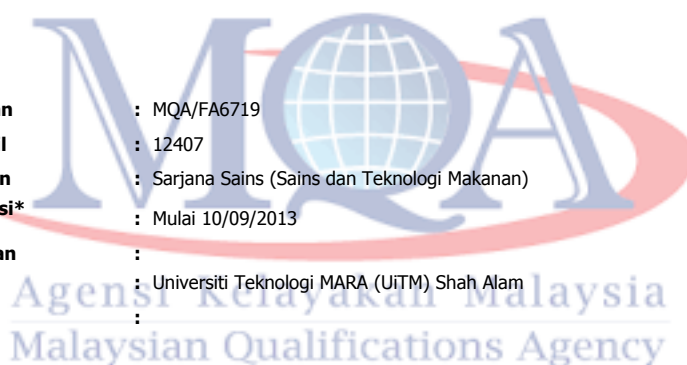 MQA
an : MQA/FA6719
l : 12407
n : Sarjana Sains (Sains dan Teknologi Makanan)
si* : Mulai 10/09/2013
an :
: Universiti Teknologi MARA (UiTM) Shah Alam
:
Agensi Kelayakan Malaysia
Malaysian Qualifications Agency